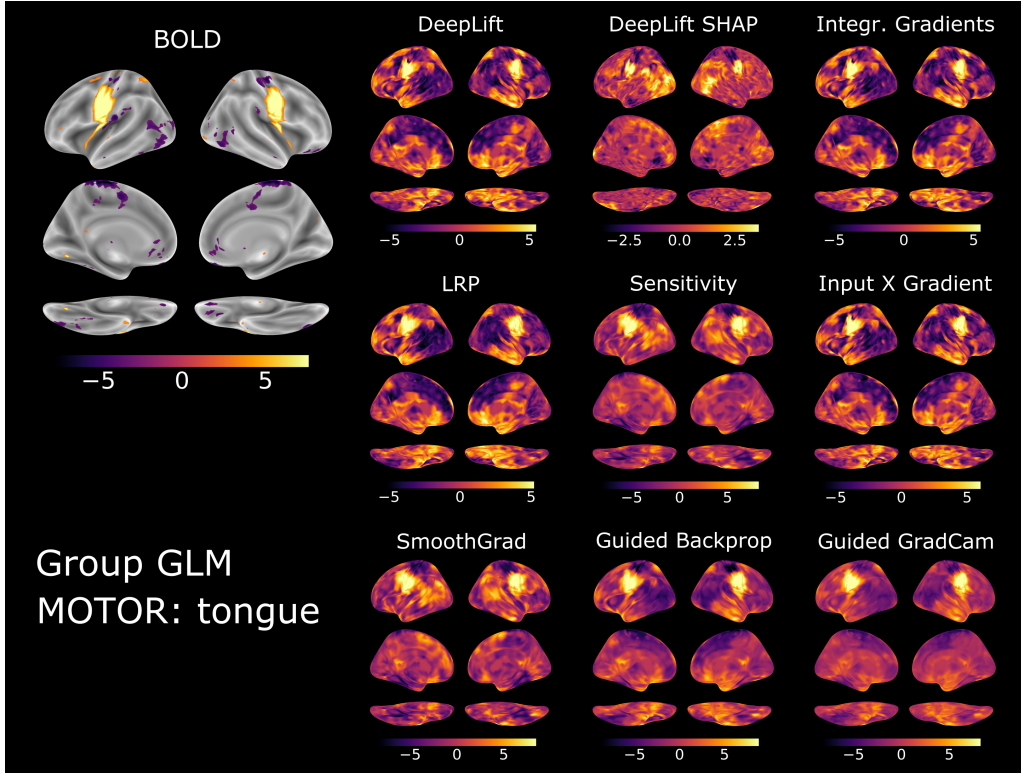 BOLD
−5 0 5
DeepLift
−5 0 5
DeepLift SHAP
−2.5 0.0 2.5
Integr. Gradients
−5 0 5
LRP
−5 0 5
Sensitivity
−5 0 5
Input X Gradient
−5 0 5
Group GLM
MOTOR: tongue
SmoothGrad
−5 0 5
Guided Backprop
−5 0 5
Guided GradCam
−5 0 5